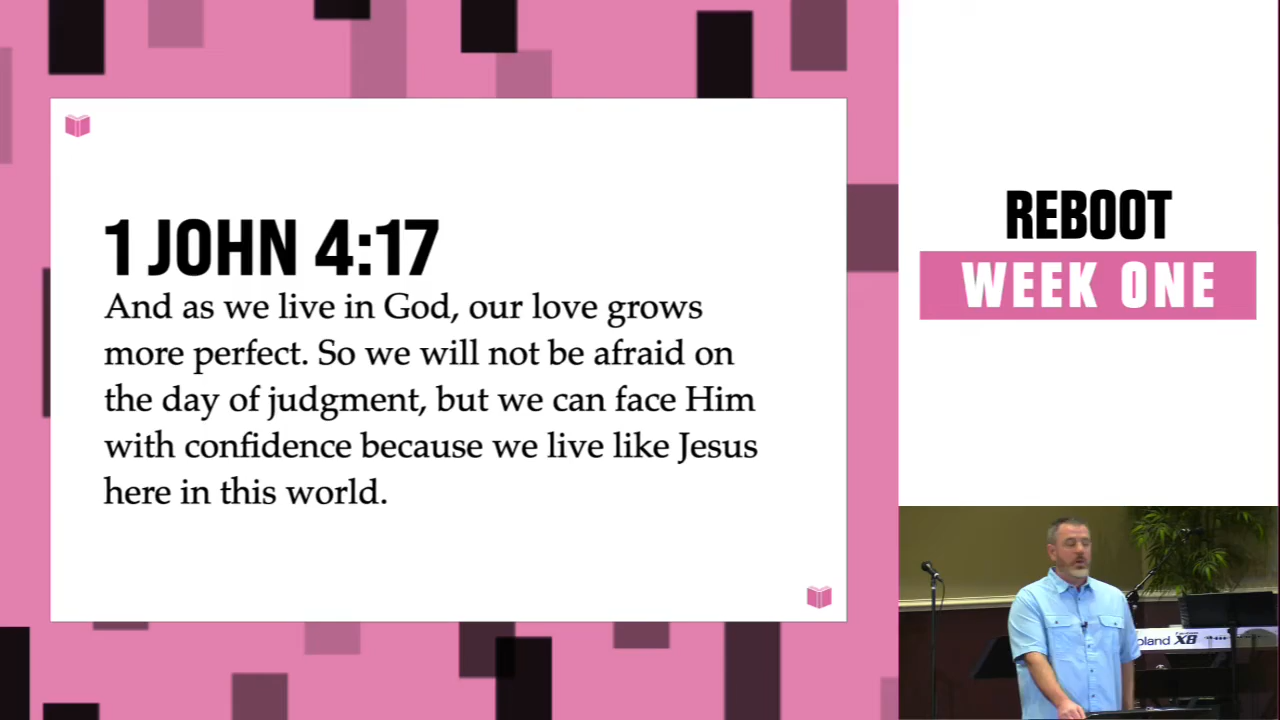 1 JOHN 4:17
And as we live in God, our love grows
more perfect. So we will not be afraid on
the day of judgment, but we can face Him
with confidence because we live like Jesus
here in this world.
REBOOT
WEEK ONE
Roland X8